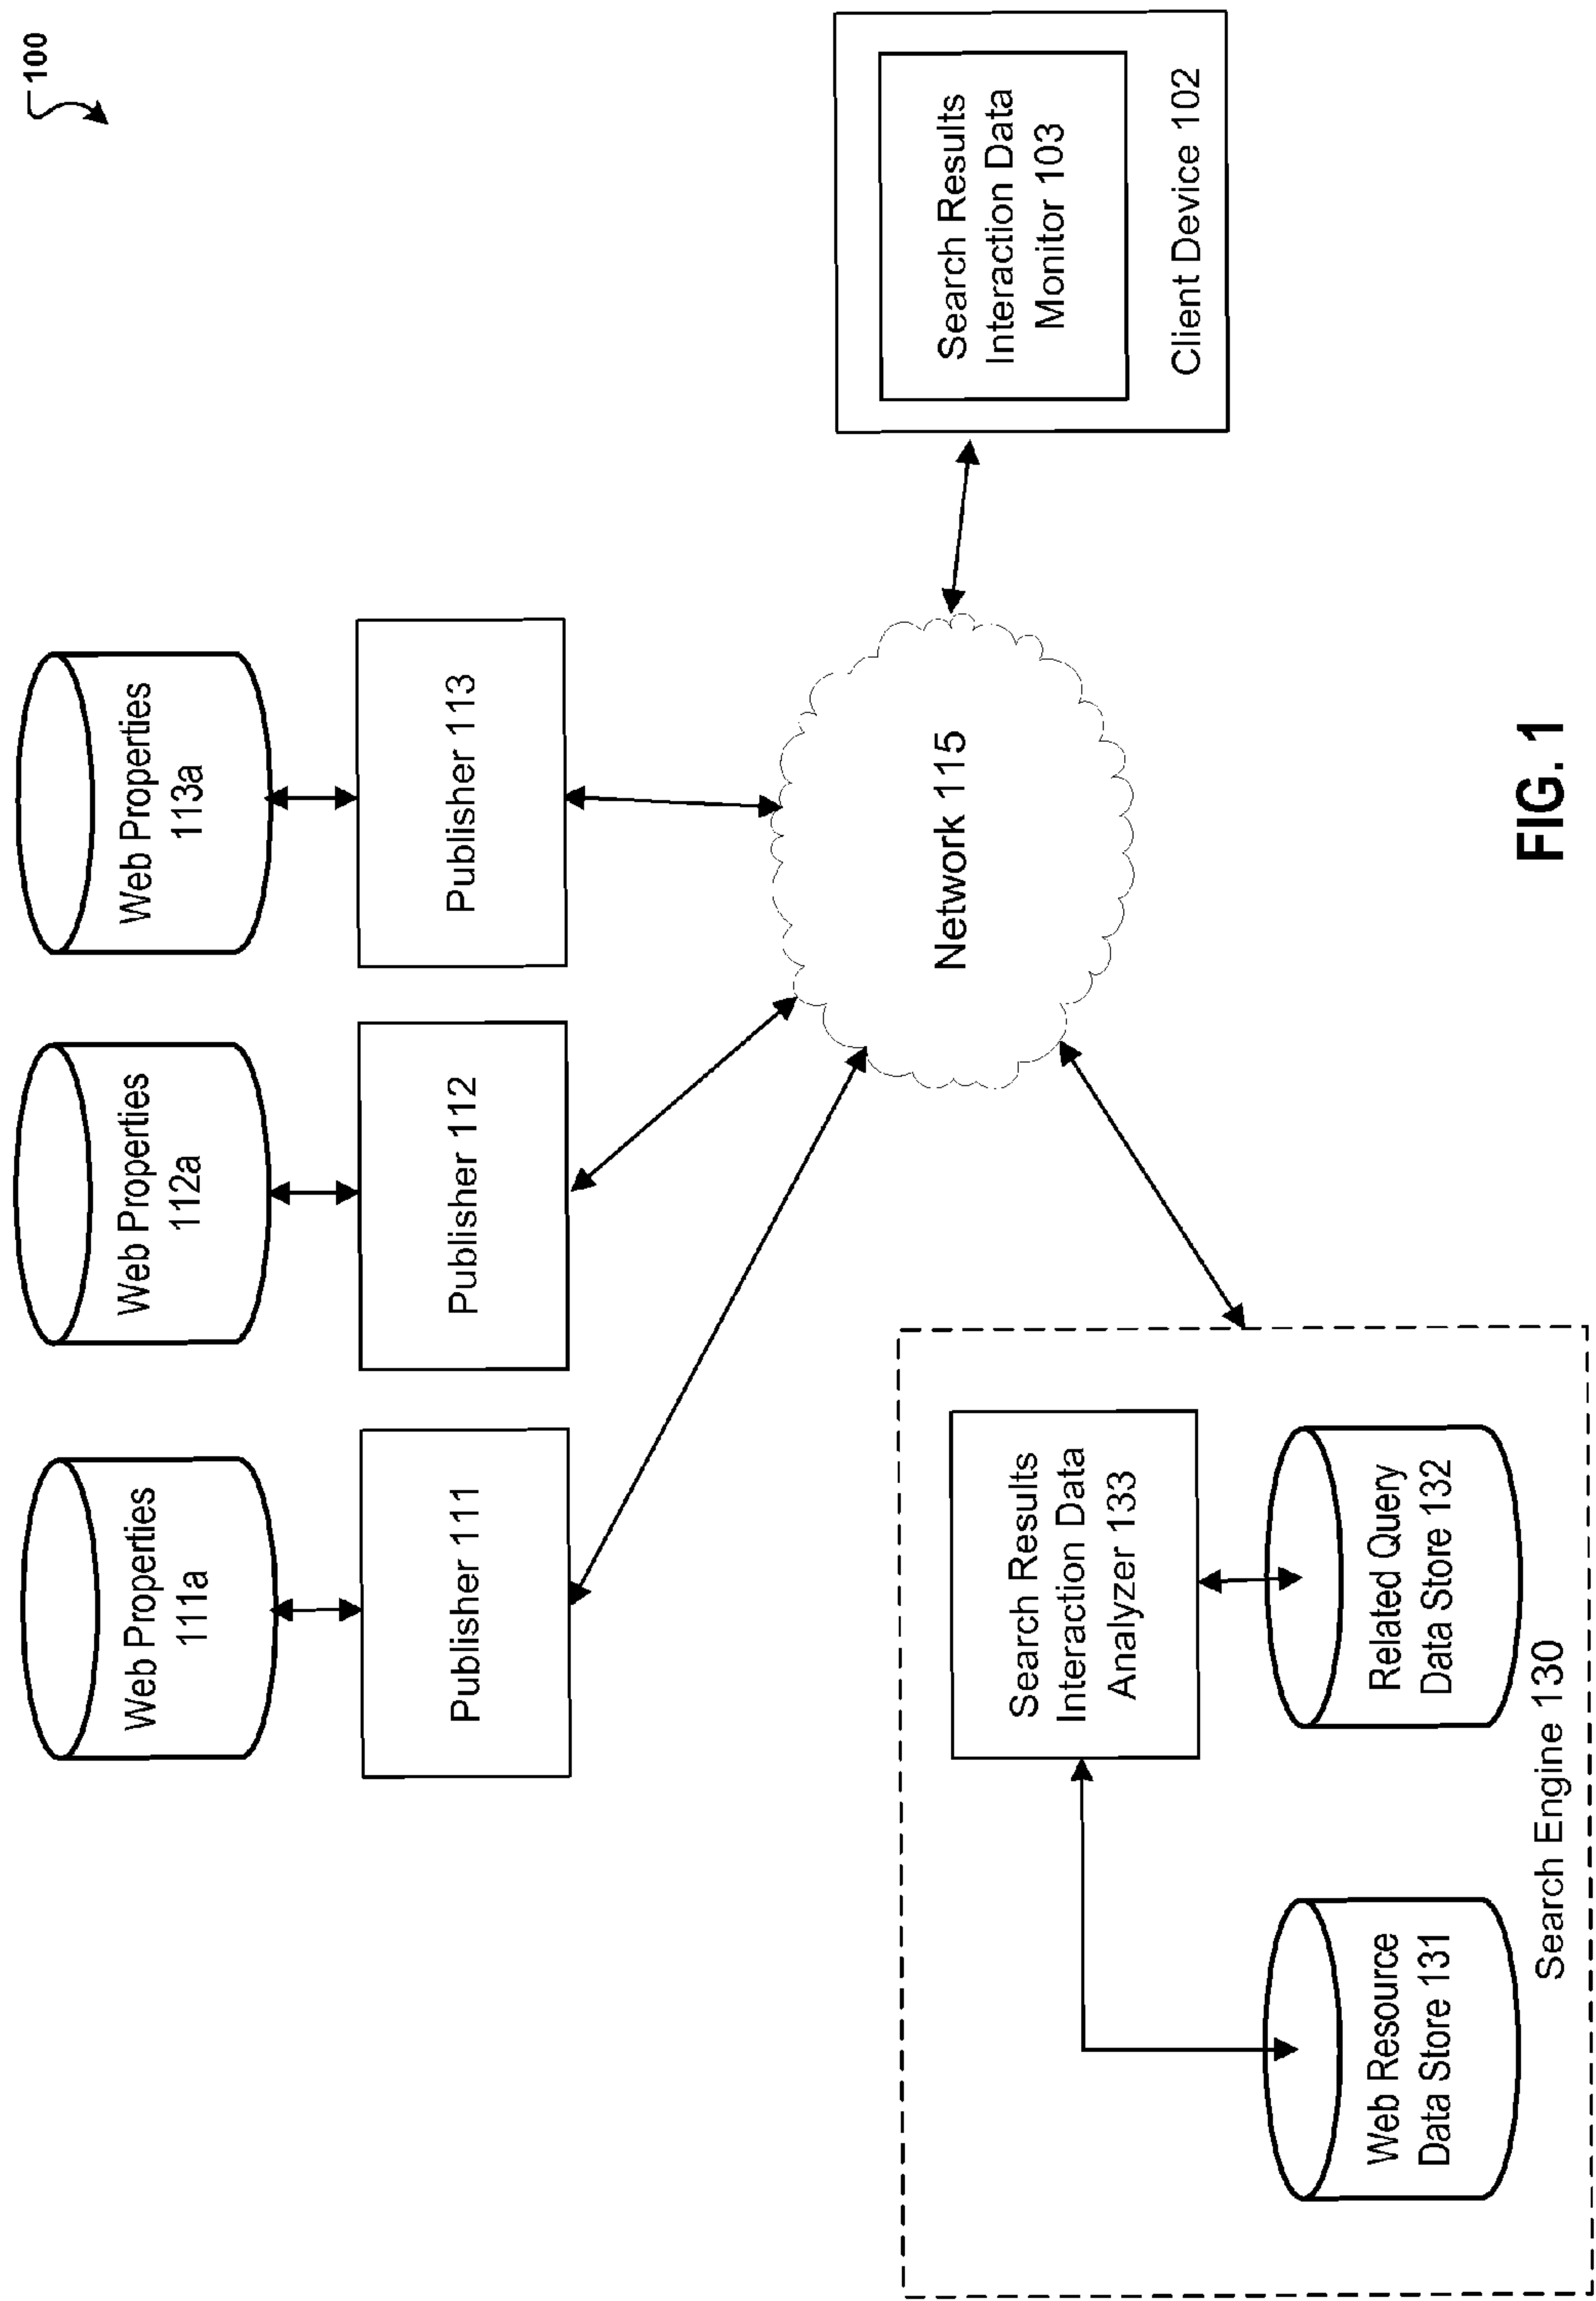 100
Web Properties
111a
Web Properties
112a
Web Properties
113a
Publisher 111
Publisher 112
Publisher 113
Network 115
Search Results
Interaction Data
Monitor 103
Client Device 102
Search Results
Interaction Data
Analyzer 133
Web Resource
Data Store 131
Related Query
Data Store 132
Search Engine 130
FIG. 1